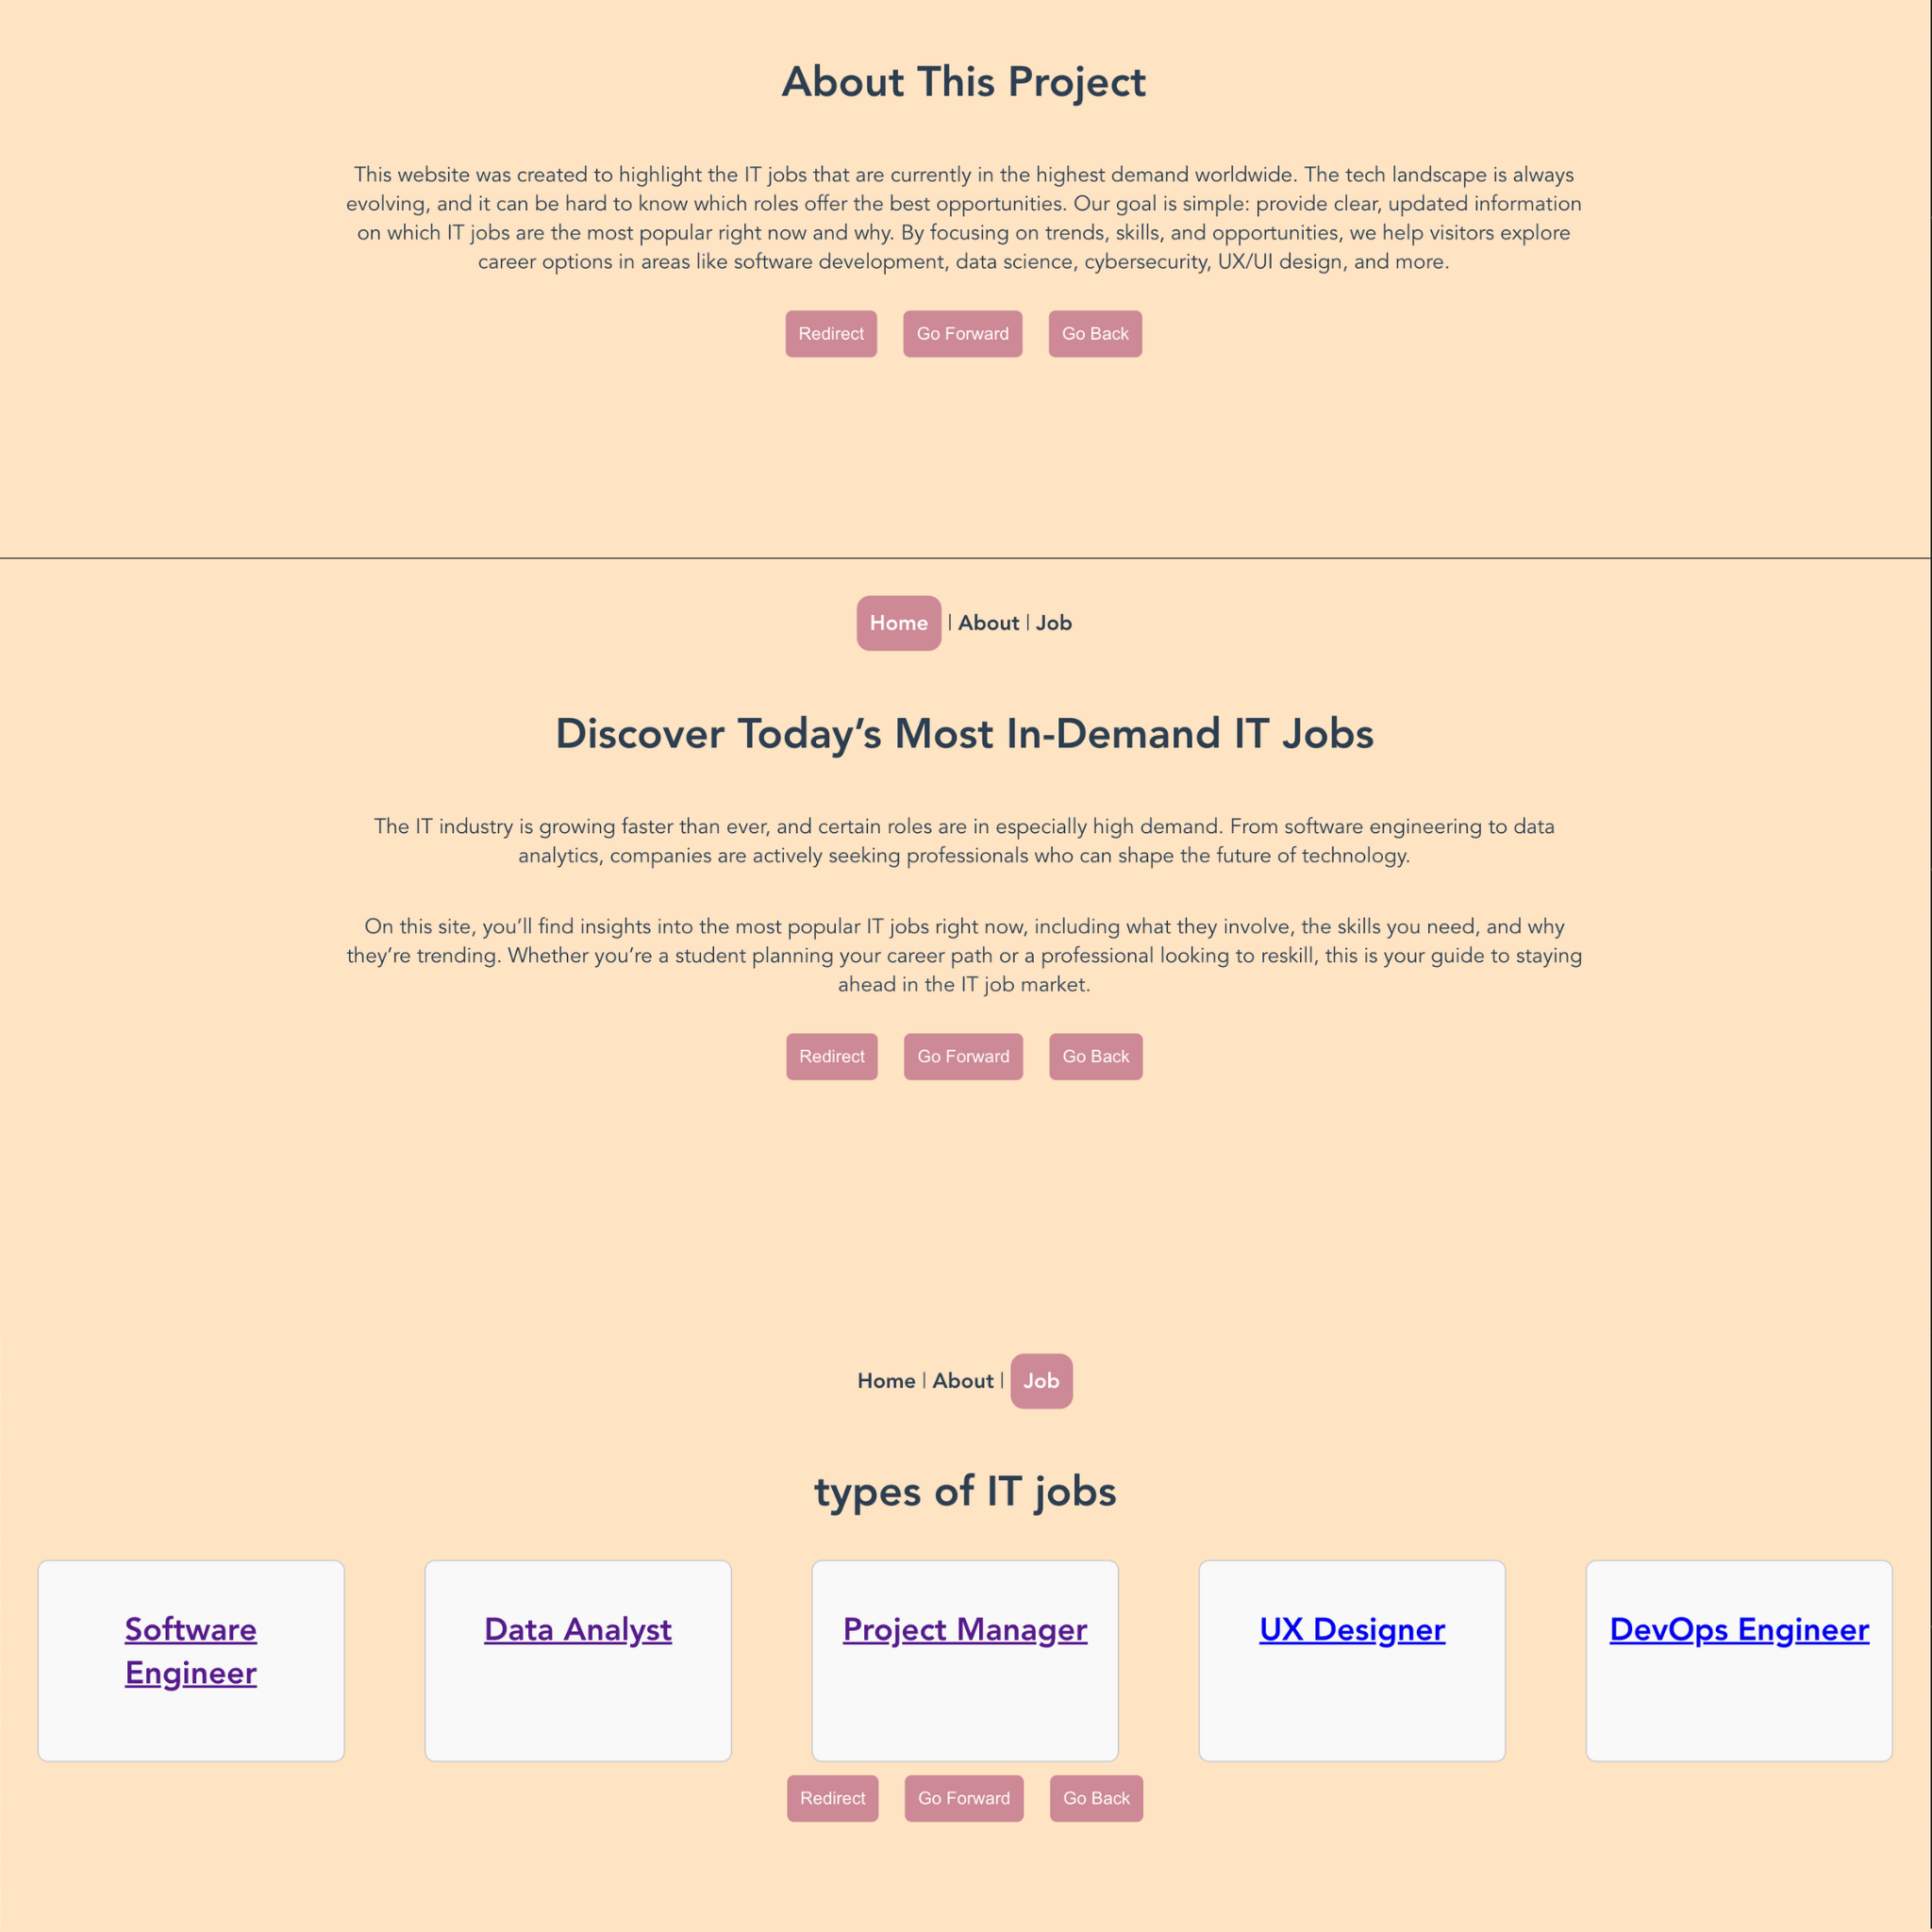 About This Project
This website was created to highlight the IT jobs that are currently in the highest demand worldwide. The tech landscape is always
evolving, and it can be hard to know which roles offer the best opportunities. Our goal is simple: provide clear, updated information
on which IT jobs are the most popular right now and why. By focusing on trends, skills, and opportunities, we help visitors explore
career options in areas like software development, data science, cybersecurity, UX/UI design, and more.
Redirect Go Forward Go Back
Home | About | Job
Discover Today’s Most In-Demand IT Jobs
The IT industry is growing faster than ever, and certain roles are in especially high demand. From software engineering to data
analytics, companies are actively seeking professionals who can shape the future of technology.
On this site, you’ll find insights into the most popular IT jobs right now, including what they involve, the skills you need, and why
they’re trending. Whether you’re a student planning your career path or a professional looking to reskill, this is your guide to staying
ahead in the IT job market.
Redirect Go Forward Go Back
Home | About | Job
types of IT jobs
Software
Engineer
Data Analyst
Project Manager
UX Designer
DevOps Engineer
Redirect Go Forward Go Back